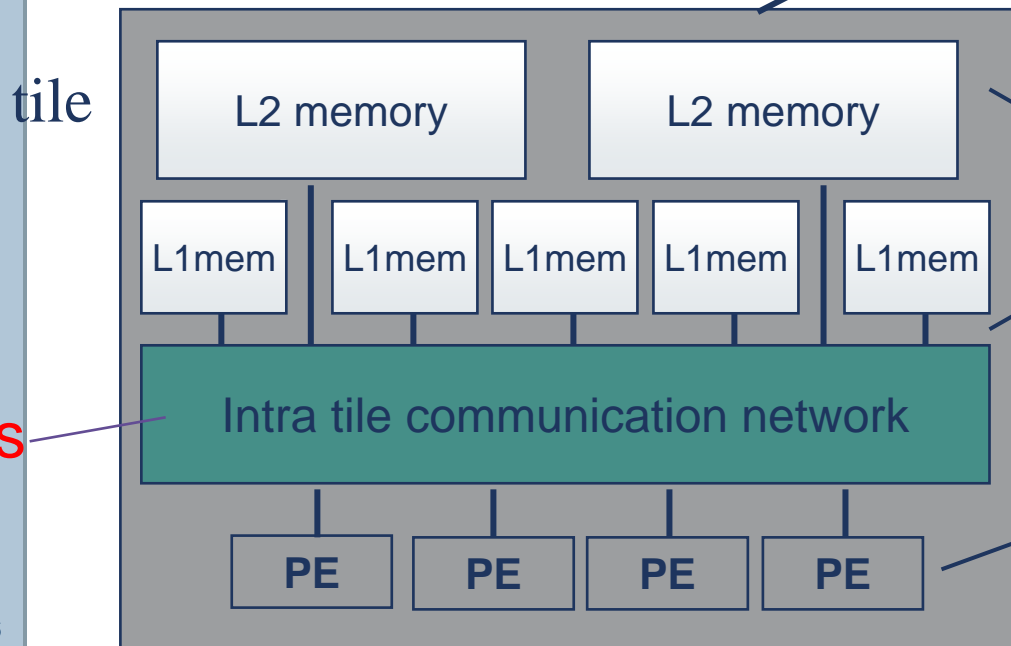 tile
L2 memory L2 memory
L1mem L1mem L1mem L1mem L1mem
Intra tile communication network
s
PE PE PE PE